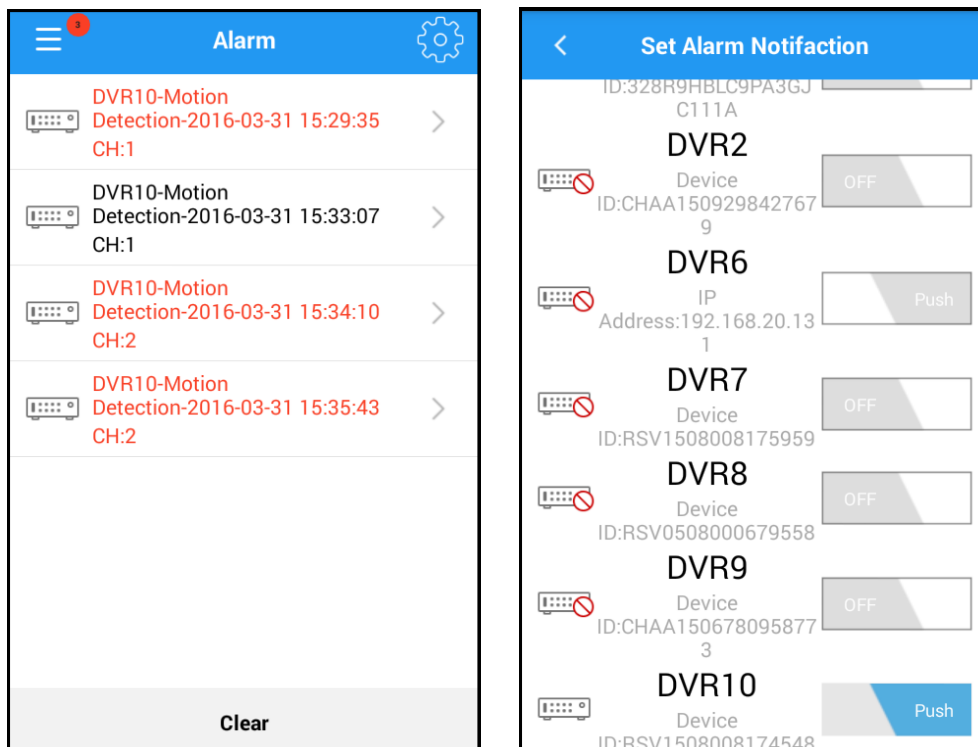 3
Alarm
DVR10-Motion
Detection-2016-03-31 15:29:35
CH:1
DVR10-Motion
Detection-2016-03-31 15:33:07
CH:1
DVR10-Motion
Detection-2016-03-31 15:34:10
CH:2
DVR10-Motion
Detection-2016-03-31 15:35:43
CH:2
Clear
Set Alarm Notifaction
ID:328R9HBLC9PA3GJ
C111A
DVR2
Device
ID:CHAA150929842767
9
OFF
DVR6
IP
Address:192.168.20.13
1
Push
DVR7
Device
ID:RSV1508008175959
OFF
DVR8
Device
ID:RSV0508000679558
OFF
DVR9
Device
ID:CHAA150678095877
3
OFF
DVR10
Device
ID:RSV1508008174548
Push